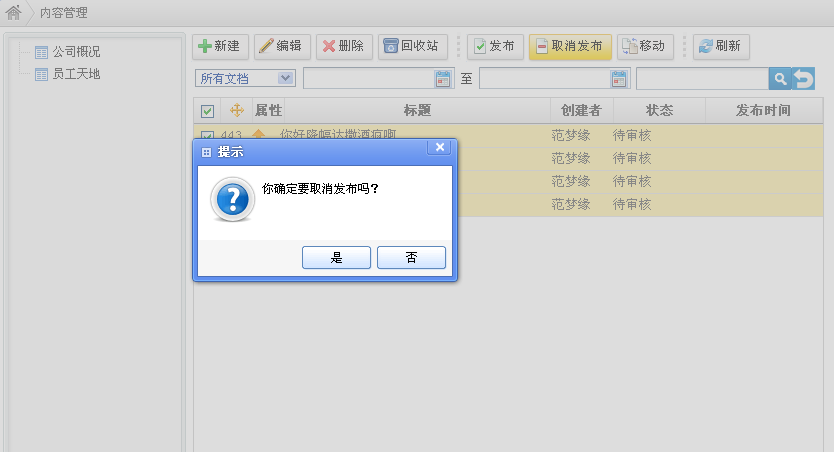 内容管理
公司概况
员工天地
新建 编辑 删除 回收站 发布 取消发布 移动 刷新
所有文档 至
属性 标题 创建者 状态 发布时间
443 你好降幅达撒酒疯啊 范梦缘 待审核
范梦缘 待审核
范梦缘 待审核
范梦缘 待审核
提示
你确定要取消发布吗？
是 否